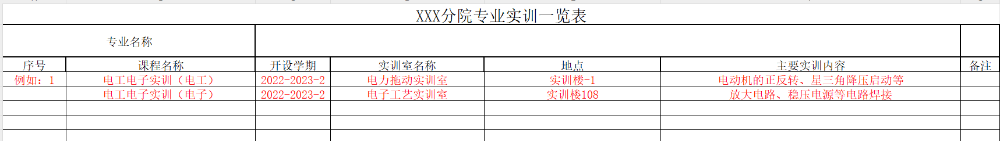 XXX分院专业实训一览表
专业名称
序号 课程名称 开设学期 实训室名称 地点 主要实训内容 备注
例如：1 电工电子实训（电工） 2022-2023-2 电力拖动实训室 实训楼-1 电动机的正反转、星三角降压启动等
电工电子实训（电子） 2022-2023-2 电子工艺实训室 实训楼108 放大电路、稳压电源等电路焊接